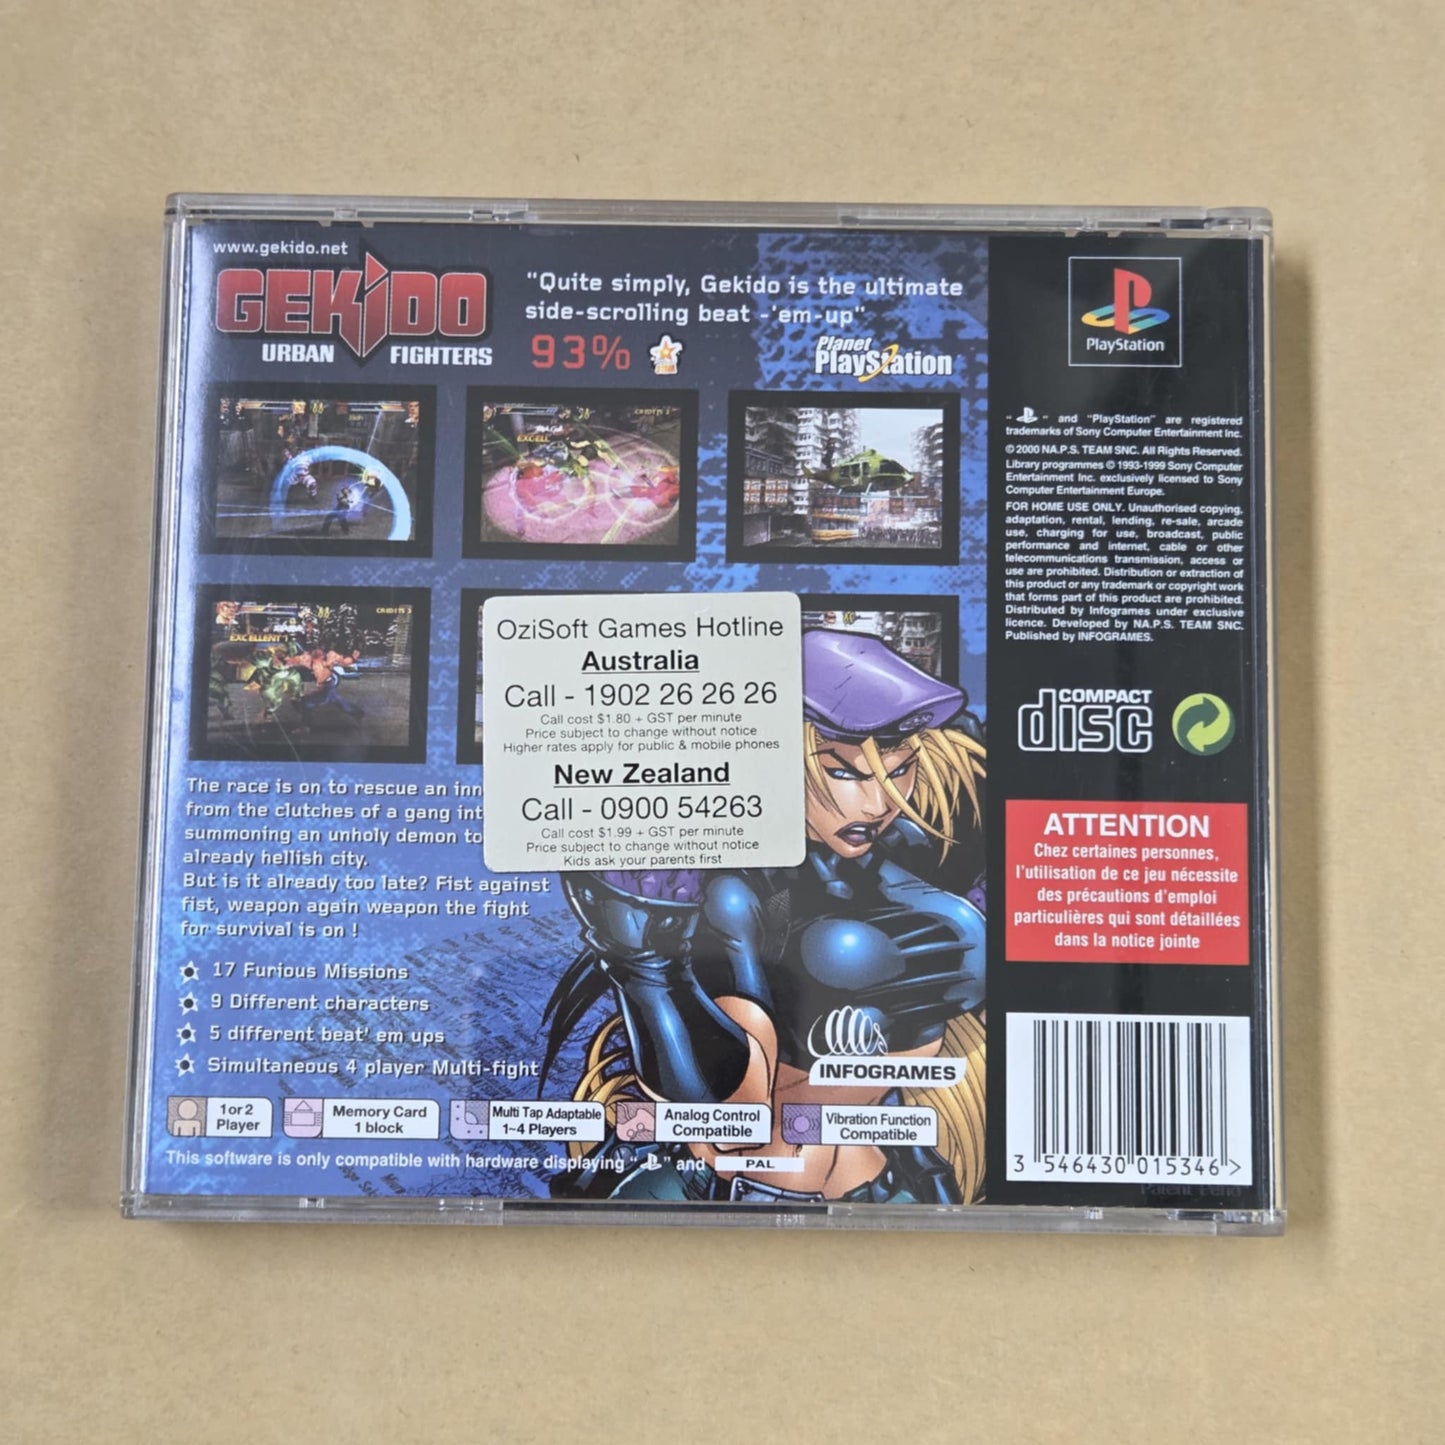 www.gekido.net
GEKIDO
URBAN FIGHTERS
"Quite simply, Gekido is the ultimate
side-scrolling beat -'em-up"
93%
Planet
PlayStation
PlayStation
" " and "PlayStation" are registered
trademarks of Sony Computer Entertainment Inc.
© 2000 NA.P.S. TEAM SNC. All Rights Reserved.
Library programmes © 1993-1999 Sony Computer
Entertainment Inc. exclusively licensed to Sony
Computer Entertainment Europe.
FOR HOME USE ONLY. Unauthorised copying,
adaptation, rental, lending, re-sale, arcade
use, charging for use, broadcast, public
performance and internet, cable or other
telecommunications transmission, access or
use are prohibited. Distribution or extraction of
this product or any trademark or copyright work
that forms part of this product are prohibited.
Distributed by Infogrames under exclusive
licence. Developed by NA.P.S. TEAM SNC.
Published by INFOGRAMES.
EXCELL
CREDITS 3
EXCELLENT
CREDITS 3
OziSoft Games Hotline
Australia
Call - 1902 26 26 26
Call cost $1.80 + GST per minute
Price subject to change without notice
Higher rates apply for public & mobile phones
New Zealand
Call - 0900 54263
Call cost $1.99 + GST per minute
Price subject to change without notice
Kids ask your parents first
The race is on to rescue an inn
from the clutches of a gang int
summoning an unholy demon to
already hellish city.
But is it already too late? Fist against
fist, weapon again weapon the fight
for survival is on !
17 Furious Missions
9 Different characters
5 different beat' em ups
Simultaneous 4 player Multi-fight
COMPACT
disc
ATTENTION
Chez certaines personnes,
l'utilisation de ce jeu nécessite
des précautions d'emploi
particulières qui sont détaillées
dans la notice jointe
INFOGRAMES
1 or 2
Player
Memory Card
1 block
Multi Tap Adaptable
1~4 Players
Analog Control
Compatible
Vibration Function
Compatible
This software is only compatible with hardware displaying " " and PAL
3 546430 015346 >
Patent Pend